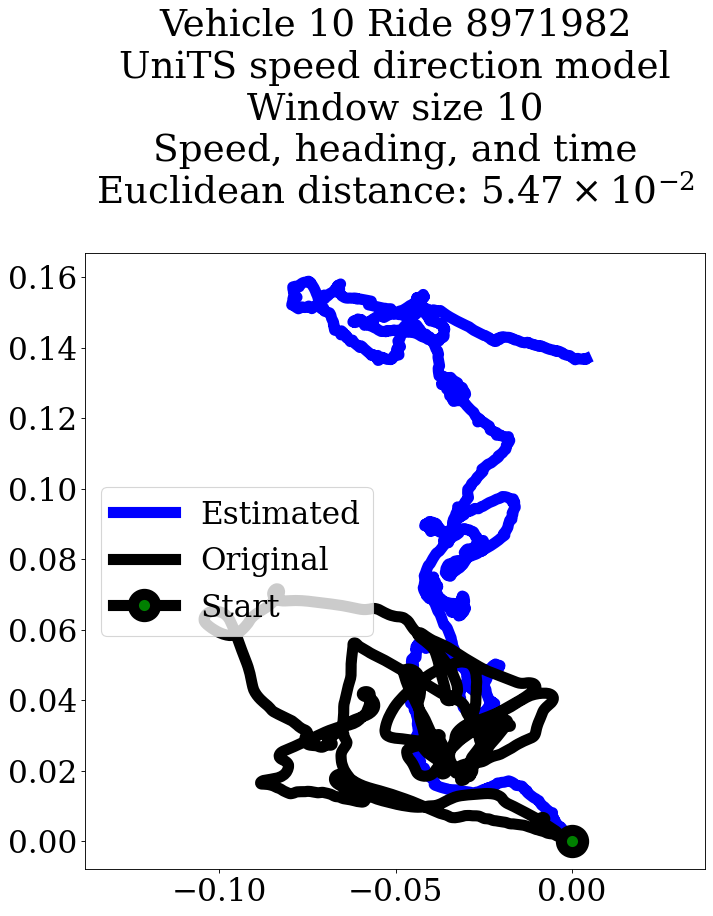 Vehicle 10 Ride 8971982
UniTS speed direction model
Window size 10
Speed, heading, and time
Euclidean distance: 5.47 × 10⁻²
0.16
0.14
0.12
0.10
0.08
0.06
0.04
0.02
0.00
Estimated
Original
Start
−0.10
−0.05
0.00